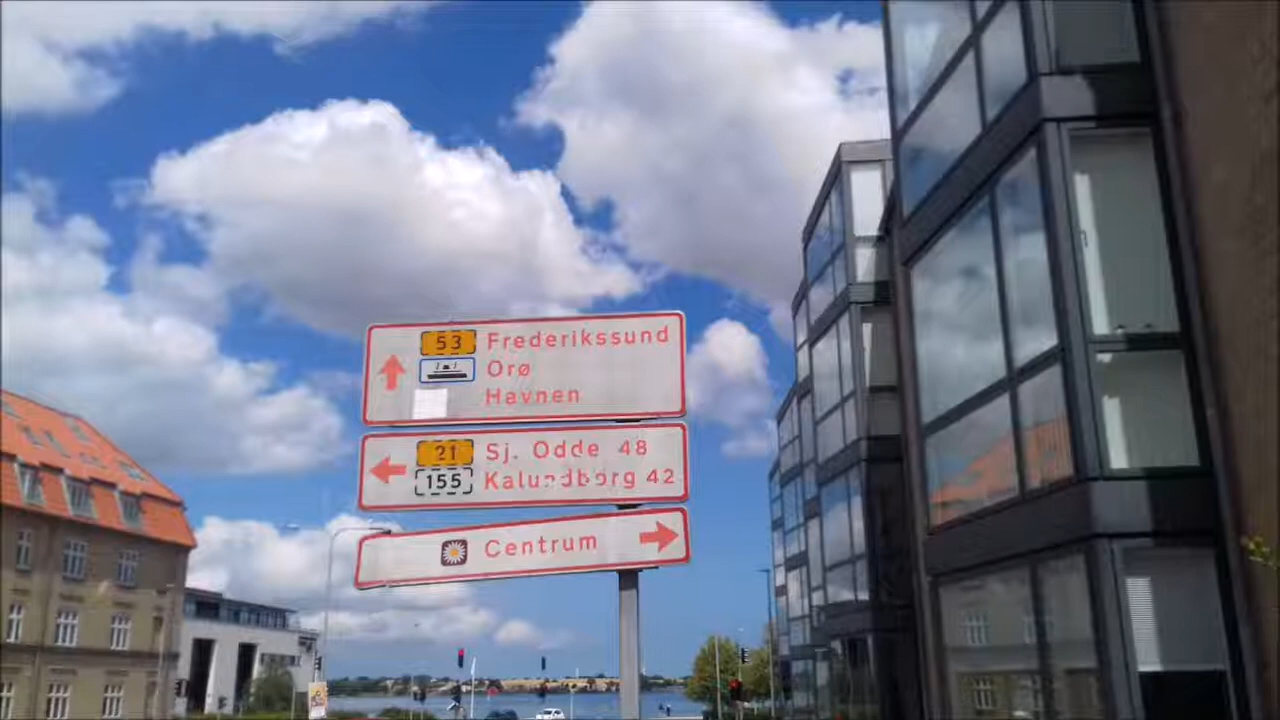 53 Frederikssund
Orø
Havnen
21 Sj. Odde 48
155 Kalundborg 42
Centrum